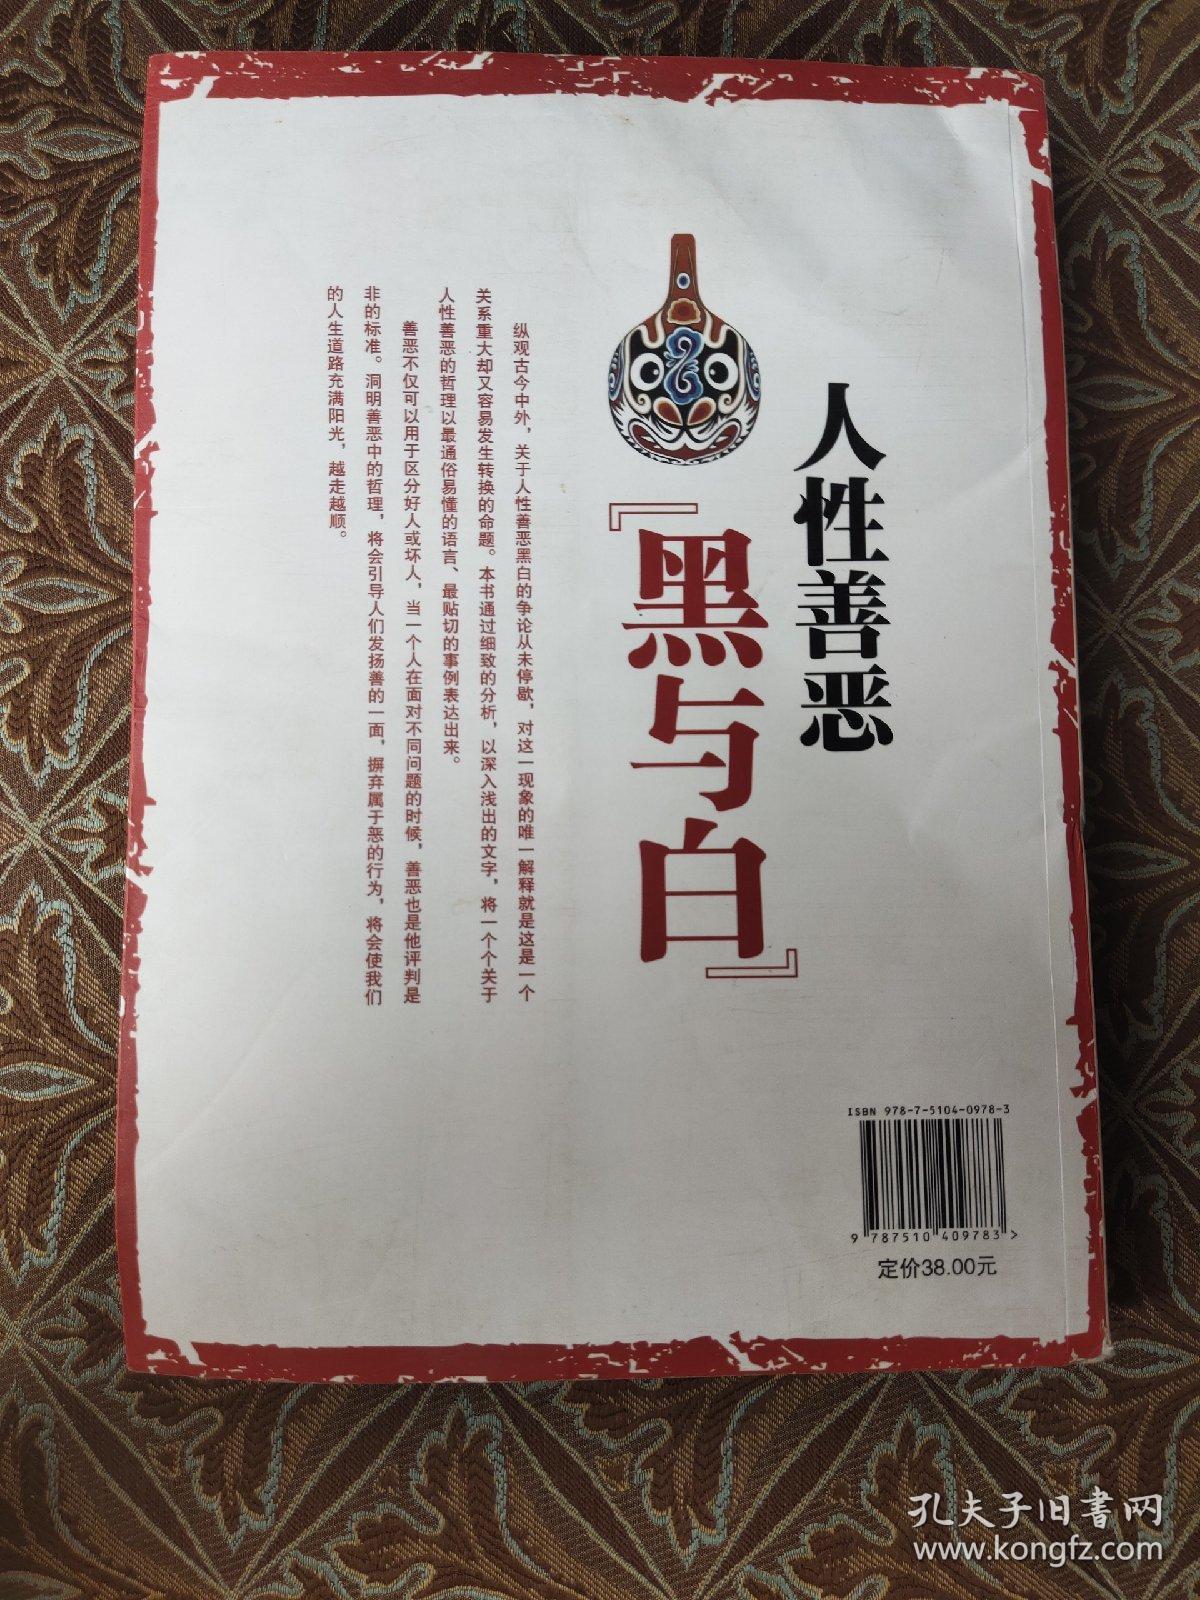 人性善恶
『黑与白』
纵观古今中外，关于人性善恶黑白的争论从未停歇，对这一现象的唯一解释就是这是一个
关系重大却又容易发生转换的命题。本书通过细致的分析，以深入浅出的文字，将一个个关于
人性善恶的哲理以最通俗易懂的语言、最贴切的事例表达出来。
善恶不仅可以用于区分好人或坏人，当一个人在面对不同问题的时候，善恶也是他评判是
非的标准。洞明善恶中的哲理，将会引导人们发扬善的一面，摒弃属于恶的行为，将会使我们
的人生道路充满阳光，越走越顺。
ISBN 978-7-5104-0978-3
9 787510 409783 >
定价38.00元
孔夫子旧書网
www.kongfz.com